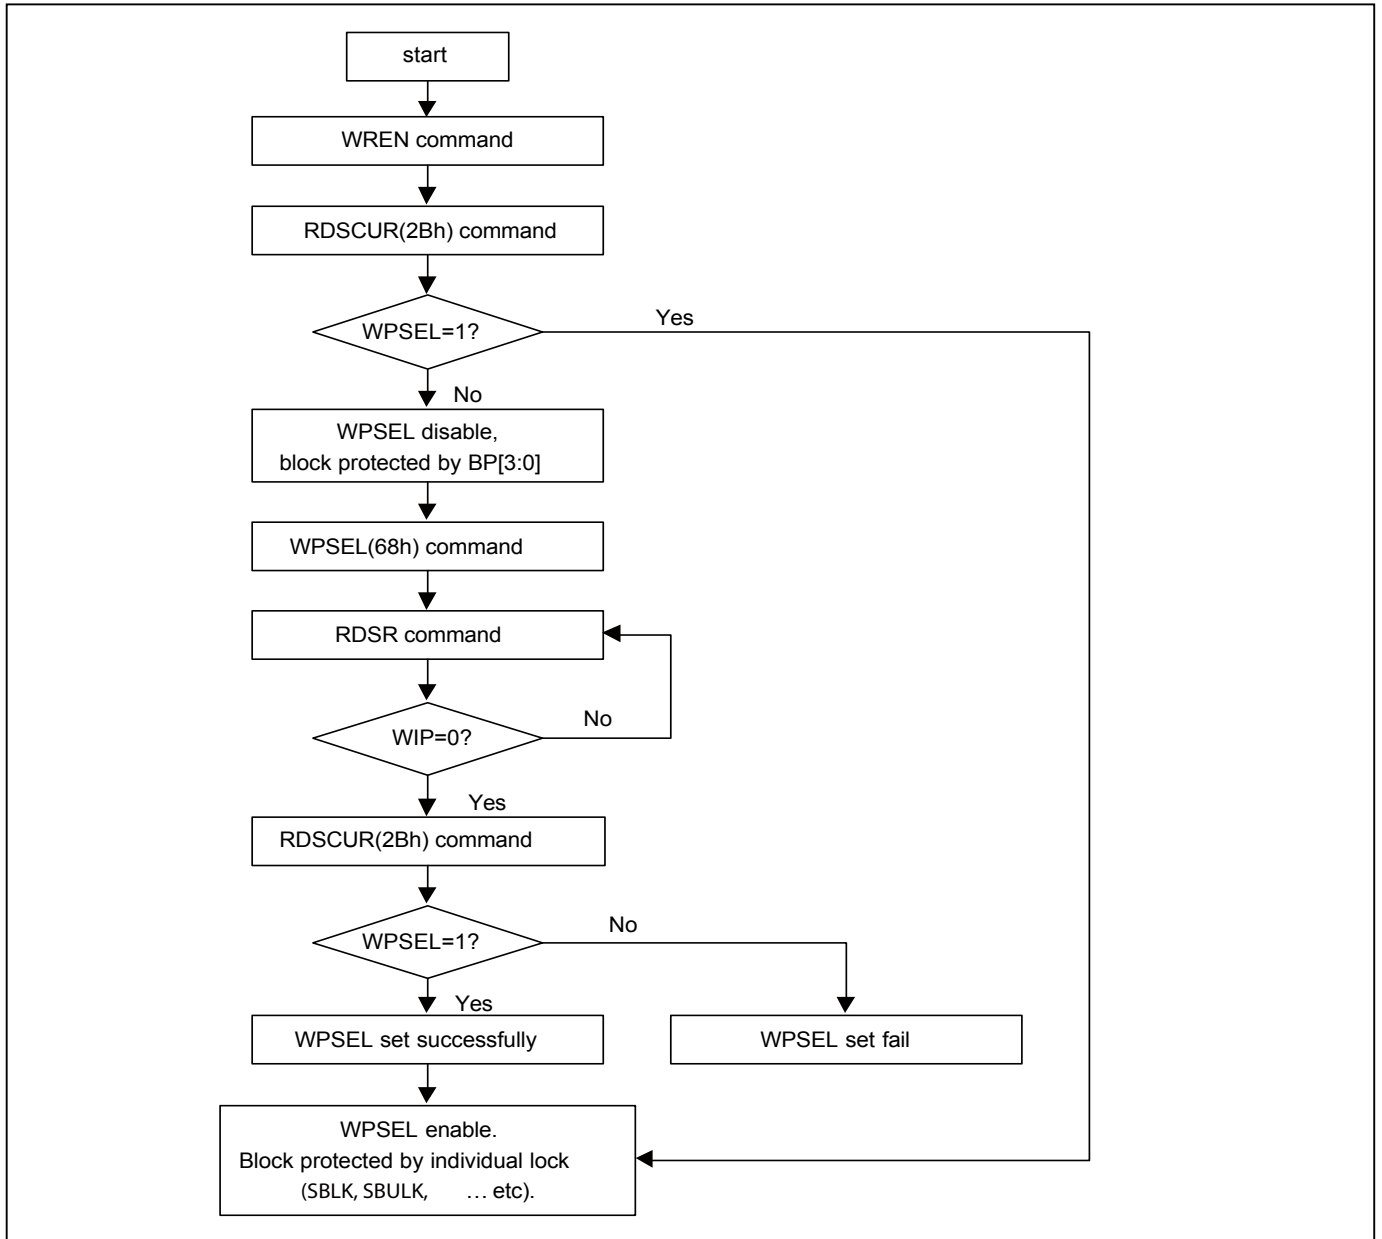 start
WREN command
RDSCUR(2Bh) command
WPSEL=1?
Yes
No
WPSEL disable,
block protected by BP[3:0]
WPSEL(68h) command
RDSR command
WIP=0?
No
Yes
RDSCUR(2Bh) command
WPSEL=1?
No
Yes
WPSEL set successfully
WPSEL set fail
WPSEL enable.
Block protected by individual lock
(SBLK, SBULK, … etc).